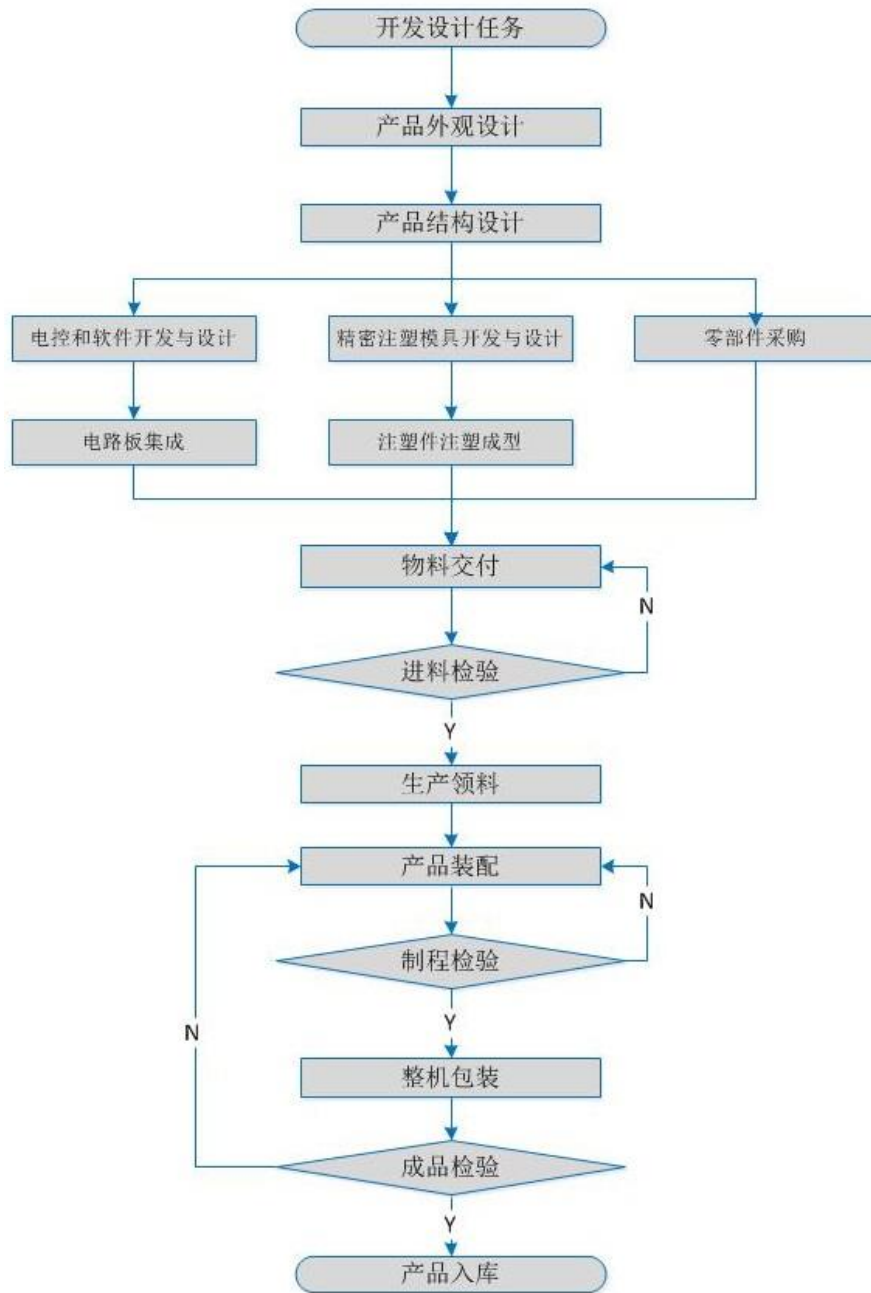 开发设计任务
产品外观设计
产品结构设计
电控和软件开发与设计
精密注塑模具开发与设计
零部件采购
电路板集成
注塑件注塑成型
物料交付
N
进料检验
Y
生产领料
产品装配
N
制程检验
N
Y
整机包装
成品检验
Y
产品入库